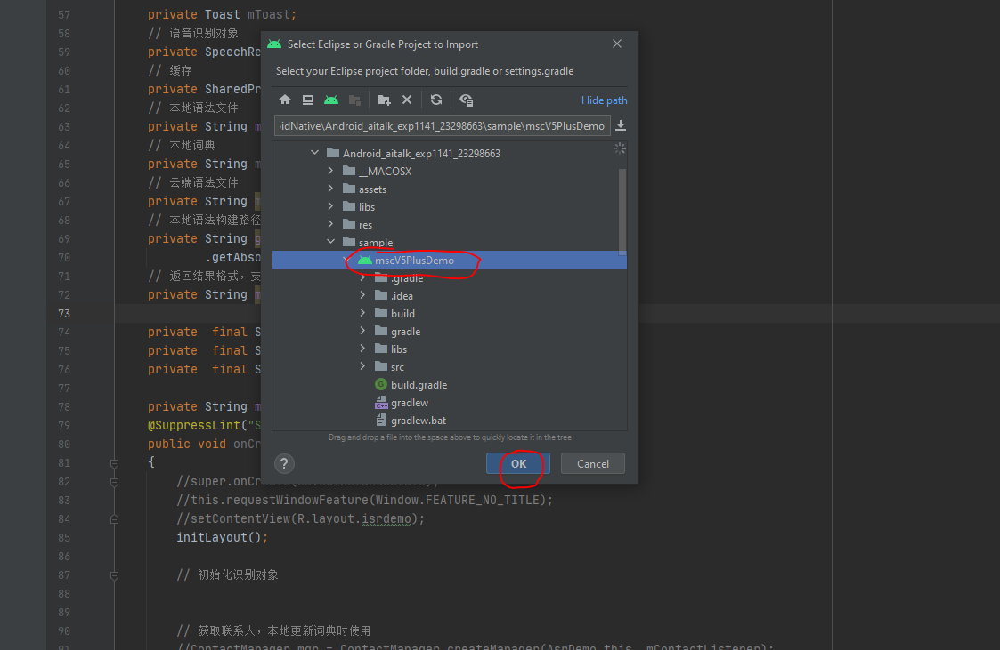 57 private Toast mToast;
58 // 语音识别对象
59 private SpeechRe
60 // 缓存
61 private SharedPr
62 // 本地语法文件
63 private String m
64 // 本地词典
65 private String m
66 // 云端语法文件
67 private String m
68 // 本地语法构建路径
69 private String g
70 .getAbso
71 // 返回结果格式，支
72 private String m
73
74 private final S
75 private final S
76 private final S
77
78 private String m
79 @SuppressLint("S
80 public void onCr
81 {
82 //super.onCreate(savedInstanceState);
83 //this.requestWindowFeature(Window.FEATURE_NO_TITLE);
84 //setContentView(R.layout.isrdemo);
85 initLayout();
86
87 // 初始化识别对象
88
89
90 // 获取联系人，本地更新词典时使用
91 //ContactManager mgr = ContactManager.createManager(AsrDemo.this, mContactListener);
Select Eclipse or Gradle Project to Import
Select your Eclipse project folder, build.gradle or settings.gradle
Hide path
idNative\Android_aitalk_exp1141_23298663\sample\mscV5PlusDemo
Android_aitalk_exp1141_23298663
__MACOSX
assets
libs
res
sample
mscV5PlusDemo
.gradle
.idea
build
gradle
libs
src
G build.gradle
C++ gradlew
gradlew.bat
Drag and drop a file into the space above to quickly locate it in the tree
? OK Cancel